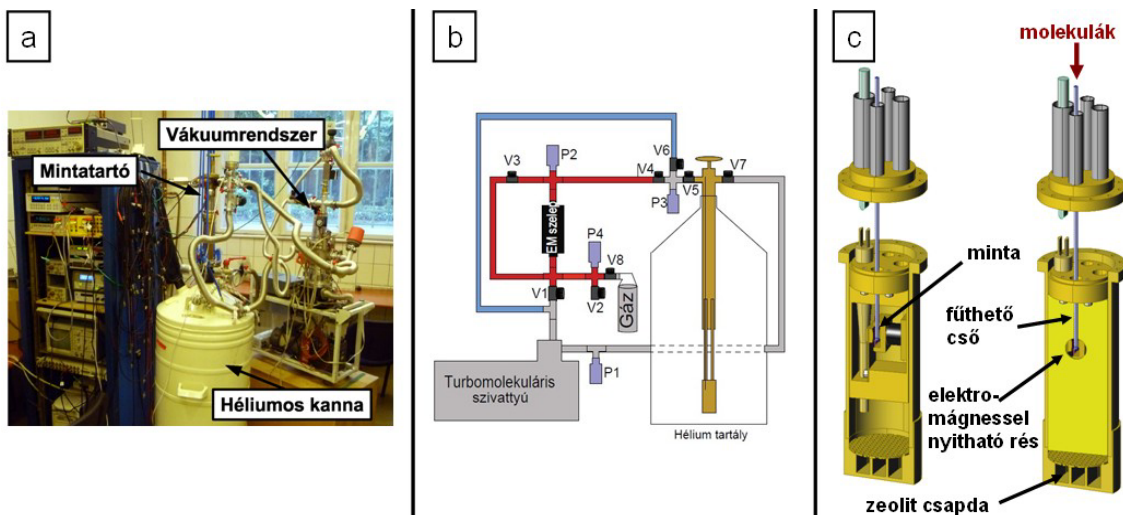 a
Vákuumrendszer
Mintatartó
Héliumos kanna
b
V6
P2
V3
V4
V7
V5
P3
EM szelep
P4
V8
V1
V2
Gáz
P1
Turbomolekuláris
szivattyú
Hélium tartály
c
molekulák
minta
fűthető
cső
elektro-
mágnessel
nyitható rés
zeolit csapda